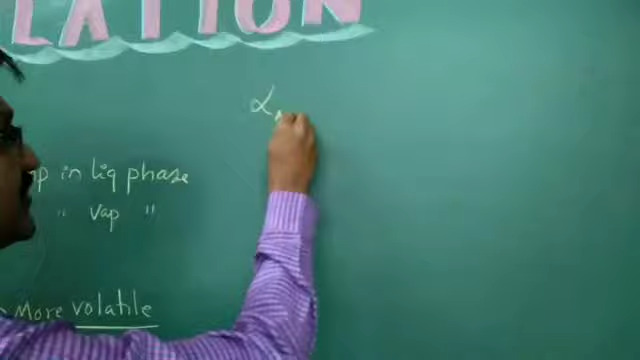 LATION
α
in liq phase
" Vap "
More volatile